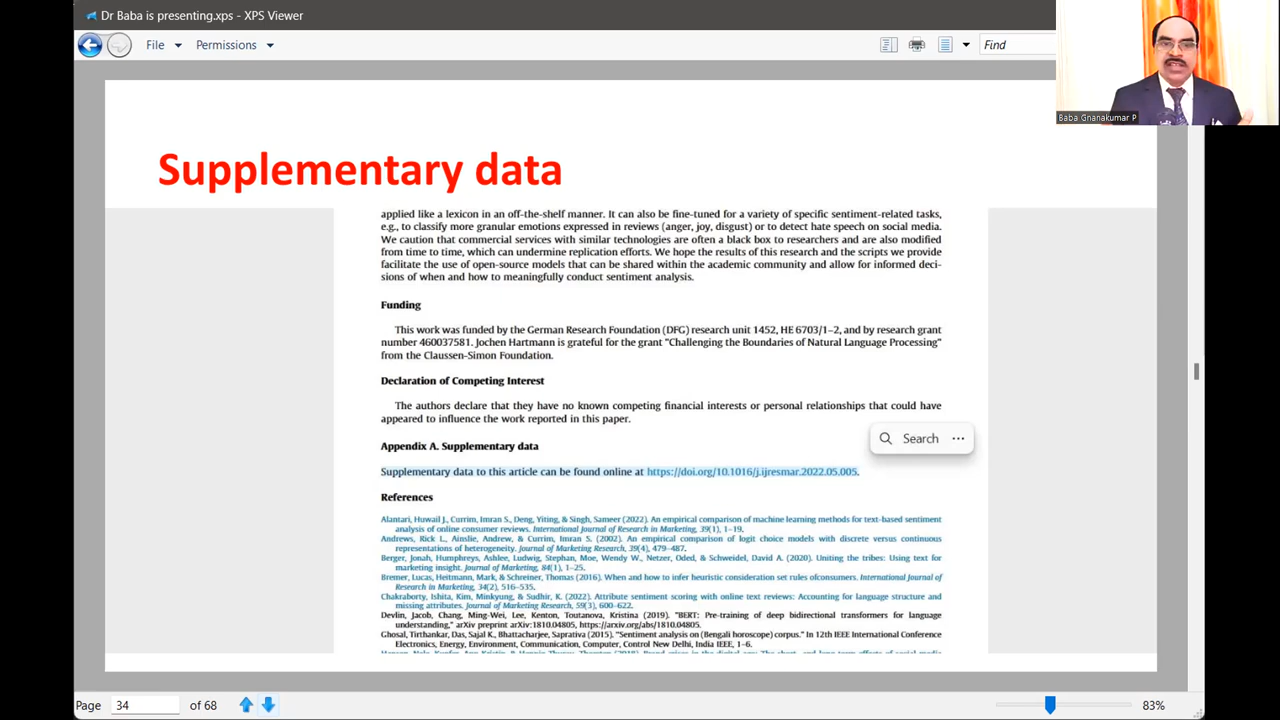 Dr Baba is presenting.xps - XPS Viewer
File
Permissions
Find
Baba Gnanakumar P
Supplementary data
applied like a lexicon in an off-the-shelf manner. It can also be fine-tuned for a variety of specific sentiment-related tasks,
e.g., to classify more granular emotions expressed in reviews (anger, joy, disgust) or to detect hate speech on social media.
We caution that commercial services with similar technologies are often a black box to researchers and are also modified
from time to time, which can undermine replication efforts. We hope the results of this research and the scripts we provide
facilitate the use of open-source models that can be shared within the academic community and allow for informed deci-
sions of when and how to meaningfully conduct sentiment analysis.
Funding
This work was funded by the German Research Foundation (DFG) research unit 1452, HE 6703/1–2, and by research grant
number 460037581. Jochen Hartmann is grateful for the grant "Challenging the Boundaries of Natural Language Processing"
from the Claussen-Simon Foundation.
Declaration of Competing Interest
The authors declare that they have no known competing financial interests or personal relationships that could have
appeared to influence the work reported in this paper.
Search ...
Appendix A. Supplementary data
Supplementary data to this article can be found online at https://doi.org/10.1016/j.ijresmar.2022.05.005.
References
Alantari, Huwail J., Currim, Imran S., Deng, Yiting, & Singh, Sameer (2022). An empirical comparison of machine learning methods for text-based sentiment
analysis of online consumer reviews. International Journal of Research in Marketing, 39(1), 1–19.
Andrews, Rick L., Ainslie, Andrew, & Currim, Imran S. (2002). An empirical comparison of logit choice models with discrete versus continuous
representations of heterogeneity. Journal of Marketing Research, 39(4), 479–487.
Berger, Jonah, Humphreys, Ashlee, Ludwig, Stephan, Moe, Wendy W., Netzer, Oded, & Schweidel, David A. (2020). Uniting the tribes: Using text for
marketing insight. Journal of Marketing, 84(1), 1–25.
Bremer, Lucas, Heitmann, Mark, & Schreiner, Thomas (2016). When and how to infer heuristic consideration set rules ofconsumers. International Journal of
Research in Marketing, 34(2), 516–535.
Chakraborty, Ishita, Kim, Minkyung, & Sudhir, K. (2022). Attribute sentiment scoring with online text reviews: Accounting for language structure and
missing attributes. Journal of Marketing Research, 59(3), 600–622.
Devlin, Jacob, Chang, Ming-Wei, Lee, Kenton, Toutanova, Kristina (2019). "BERT: Pre-training of deep bidirectional transformers for language
understanding," arXiv preprint arXiv:1810.04805, https://arxiv.org/abs/1810.04805.
Ghosal, Tirthankar, Das, Sajal K., Bhattacharjee, Saprativa (2015). "Sentiment analysis on (Bengali horoscope) corpus." In 12th IEEE International Conference
Electronics, Energy, Environment, Communication, Computer, Control New Delhi, India IEEE, 1–6.
Page 34 of 68
83%